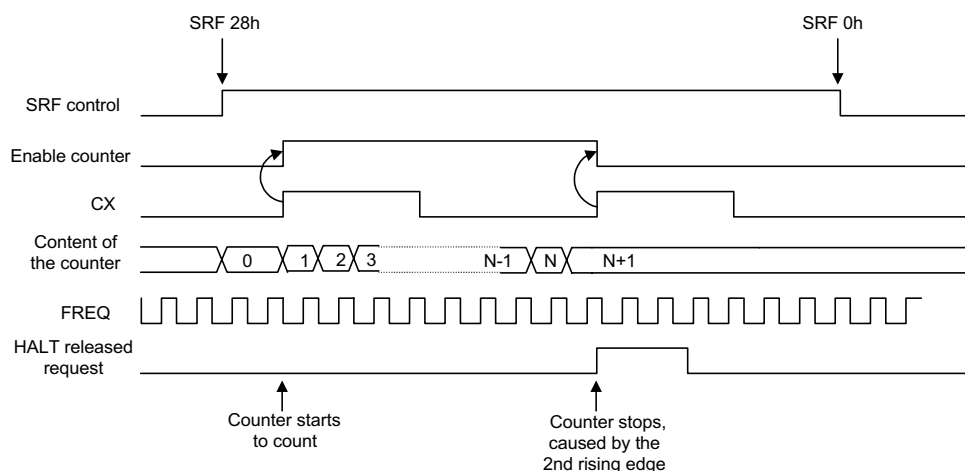 SRF 28h
SRF 0h
SRF control
Enable counter
CX
Content of
the counter
0
1
2
3
N-1
N
N+1
FREQ
HALT released
request
Counter starts
to count
Counter stops,
caused by the
2nd rising edge